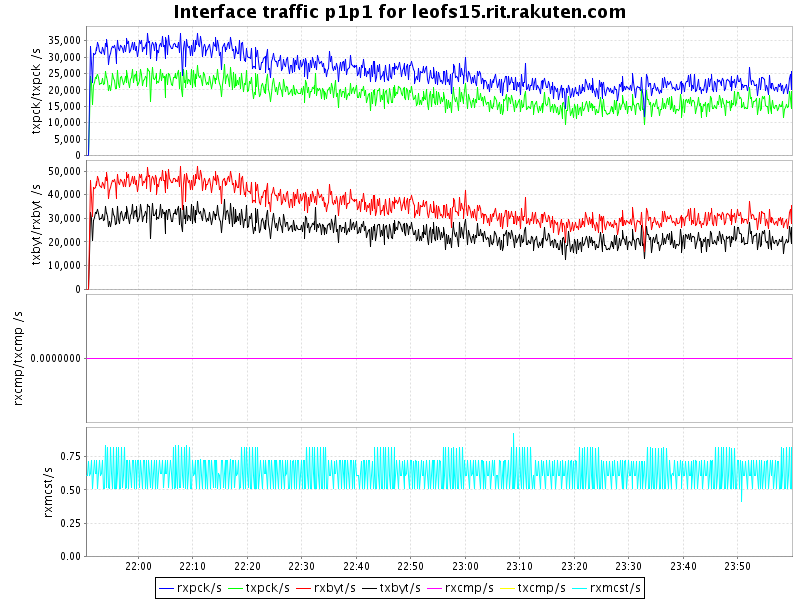 Interface traffic p1p1 for leofs15.rit.rakuten.com
txpck/txpck /s
35,000
30,000
25,000
20,000
15,000
10,000
5,000
0
txbyt/rxbyt /s
50,000
40,000
30,000
20,000
10,000
0
rxcmp/txcmp /s
0.0000000
rxmcst/s
0.75
0.50
0.25
0.00
22:00 22:10 22:20 22:30 22:40 22:50 23:00 23:10 23:20 23:30 23:40 23:50
rxpck/s txpck/s rxbyt/s txbyt/s rxcmp/s txcmp/s rxmcst/s